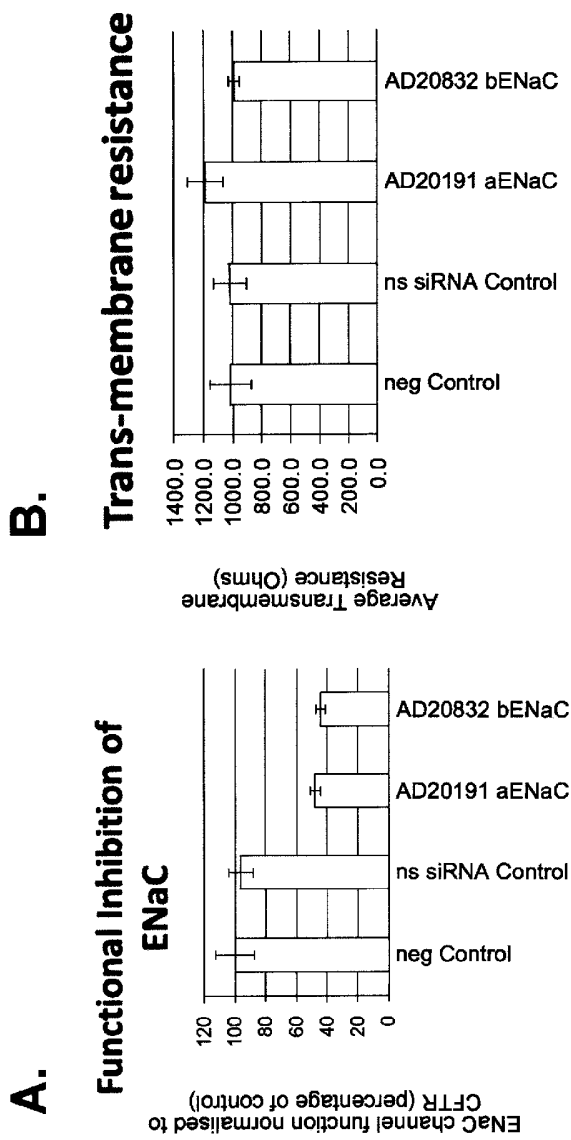 A.
Functional Inhibition of
ENaC
ENaC channel function normalised to
CFTR (percentage of control)
120
100
80
60
40
20
0
neg Control
ns siRNA Control
AD20191 aENaC
AD20832 bENaC
B.
Trans-membrane resistance
Average Transmembrane
Resistance (Ohms)
1400.0
1200.0
1000.0
800.0
600.0
400.0
200.0
0.0
neg Control
ns siRNA Control
AD20191 aENaC
AD20832 bENaC